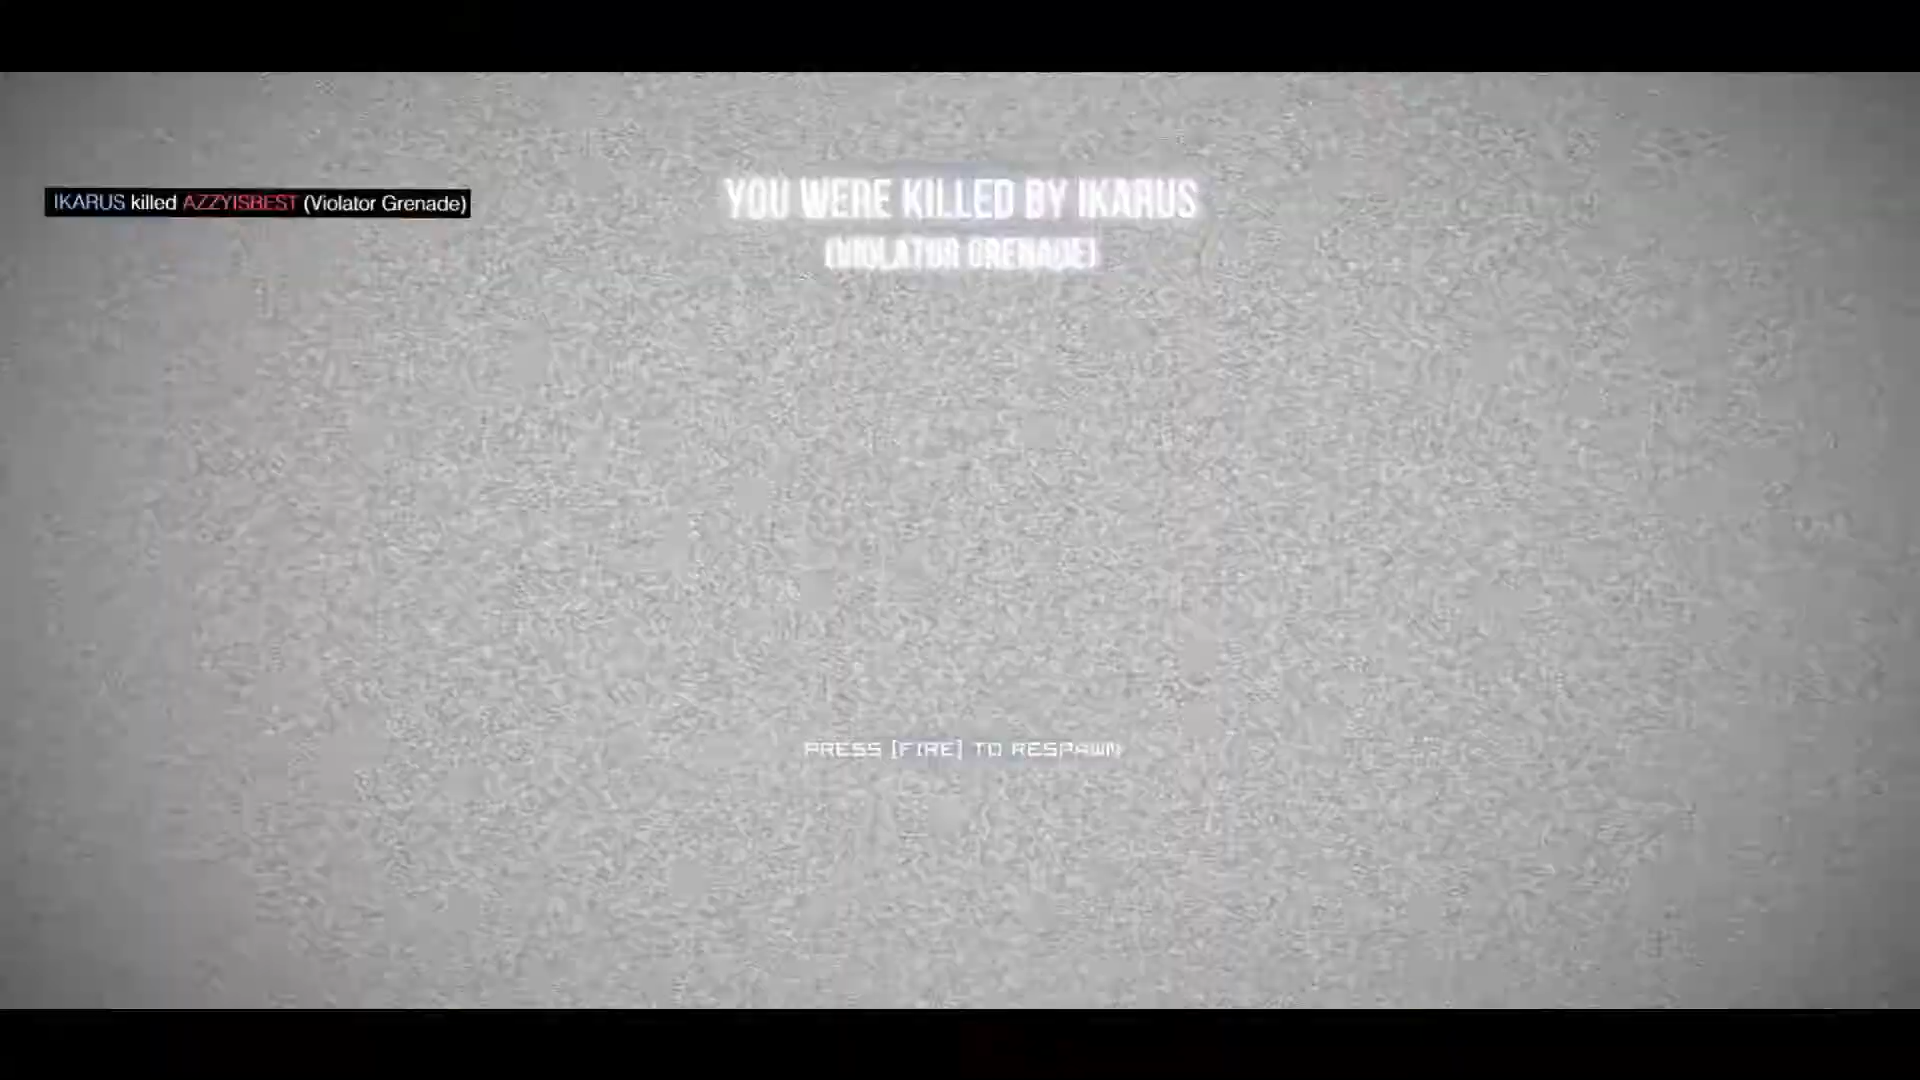 YOU WERE KILLED BY IKARUS
IKARUS killed AZZYISBEST (Violator Grenade)
(VIOLATOR GRENADE)
PRESS [FIRE] TO RESPAWN